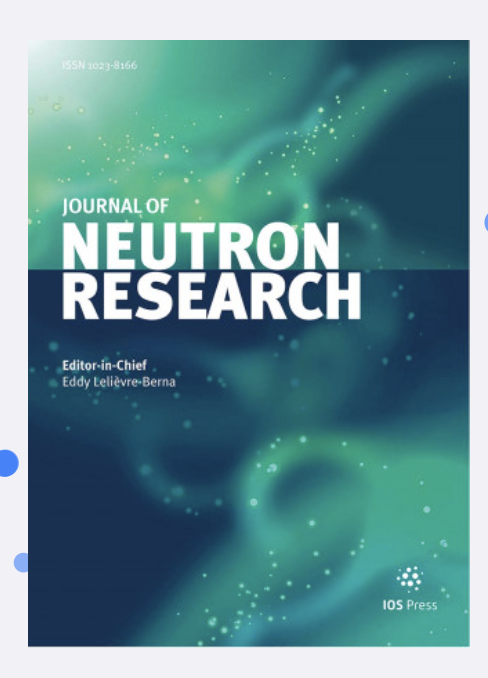 ISSN 1023-8166
JOURNAL OF
NEUTRON
RESEARCH
Editor-in-Chief
Eddy Lelièvre-Berna
IOS Press